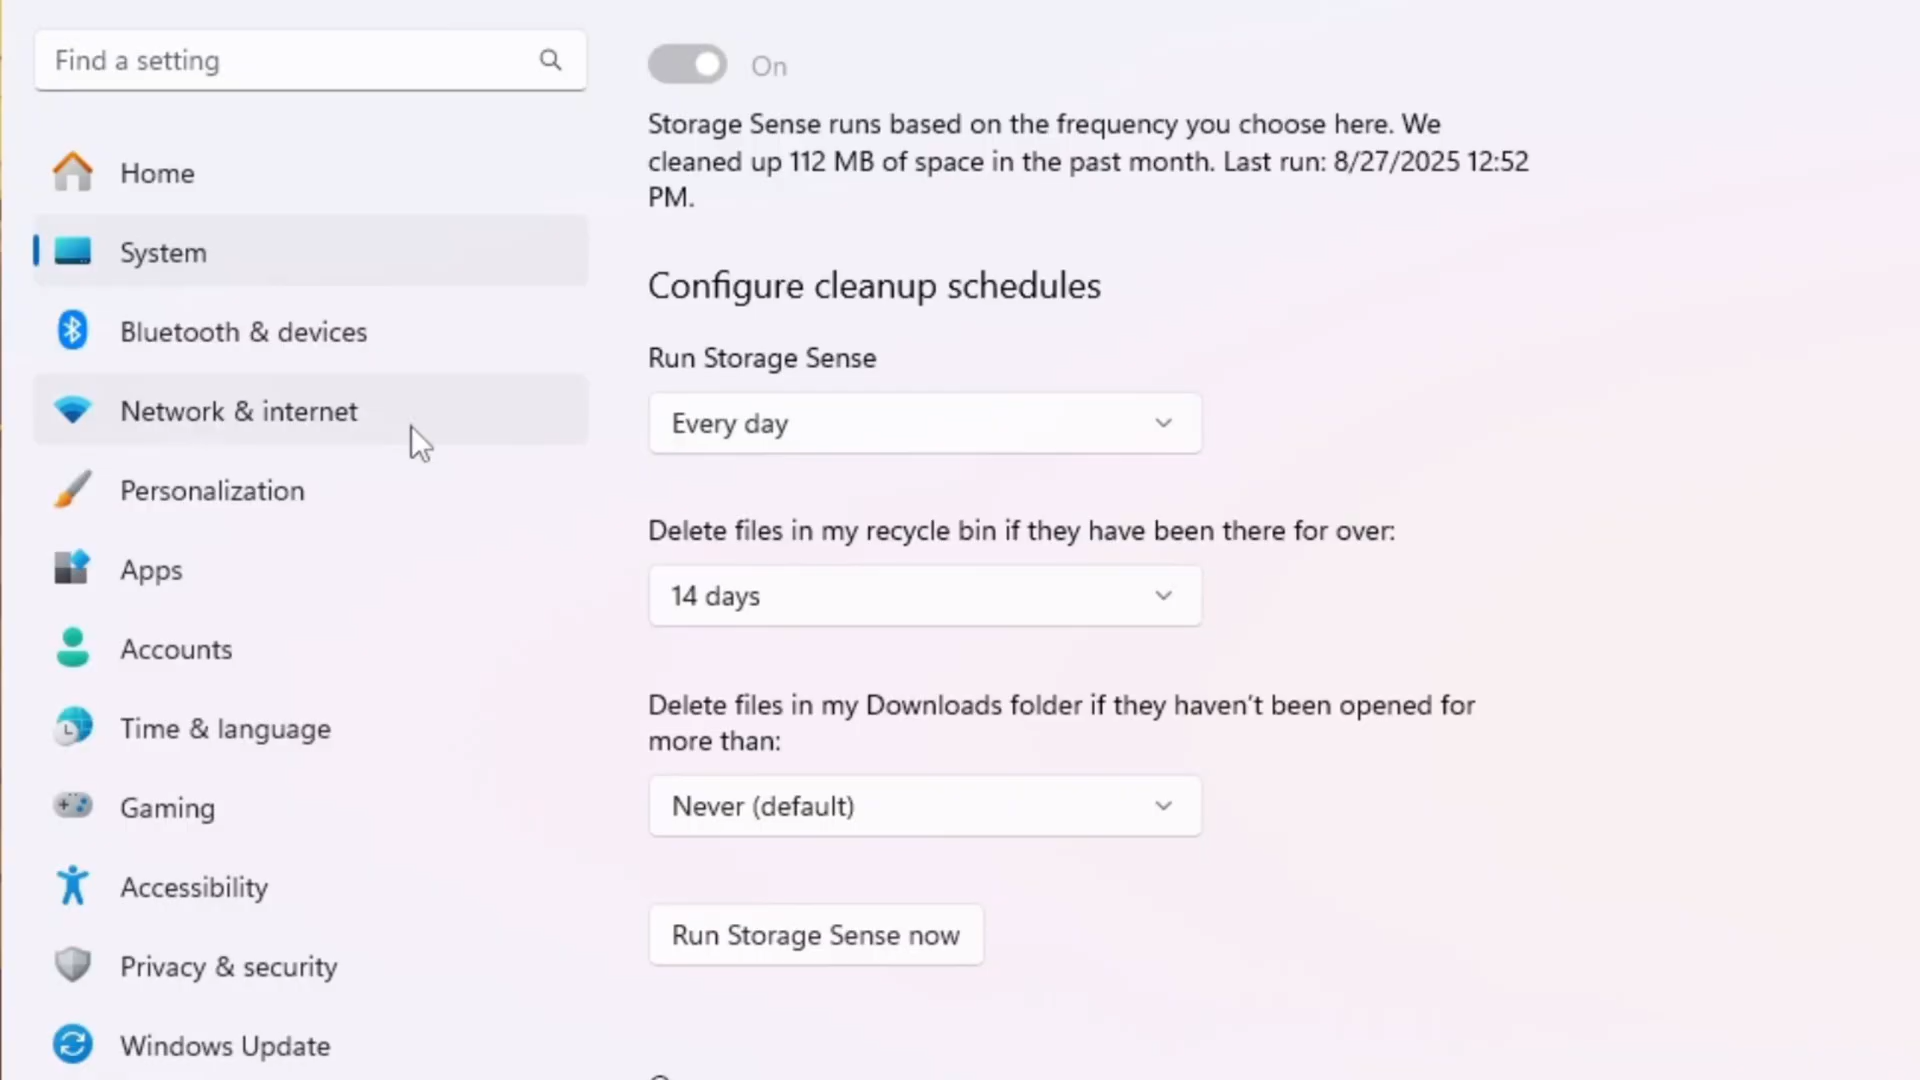 Find a setting
Home
System
Bluetooth & devices
Network & internet
Personalization
Apps
Accounts
Time & language
Gaming
Accessibility
Privacy & security
Windows Update
On
Storage Sense runs based on the frequency you choose here. We
cleaned up 112 MB of space in the past month. Last run: 8/27/2025 12:52
PM.
Configure cleanup schedules
Run Storage Sense
Every day
Delete files in my recycle bin if they have been there for over:
14 days
Delete files in my Downloads folder if they haven't been opened for
more than:
Never (default)
Run Storage Sense now